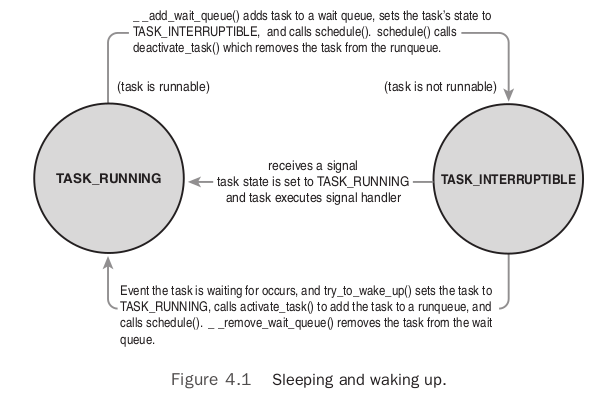 _ _add_wait_queue() adds task to a wait queue, sets the task's state to
TASK_INTERRUPTIBLE, and calls schedule(). schedule() calls
deactivate_task() which removes the task from the runqueue.
(task is runnable)
(task is not runnable)
TASK_RUNNING
receives a signal
task state is set to TASK_RUNNING
and task executes signal handler
TASK_INTERRUPTIBLE
Event the task is waiting for occurs, and try_to_wake_up() sets the task to
TASK_RUNNING, calls activate_task() to add the task to a runqueue, and
calls schedule(). _ _remove_wait_queue() removes the task from the wait
queue.
Figure 4.1 Sleeping and waking up.